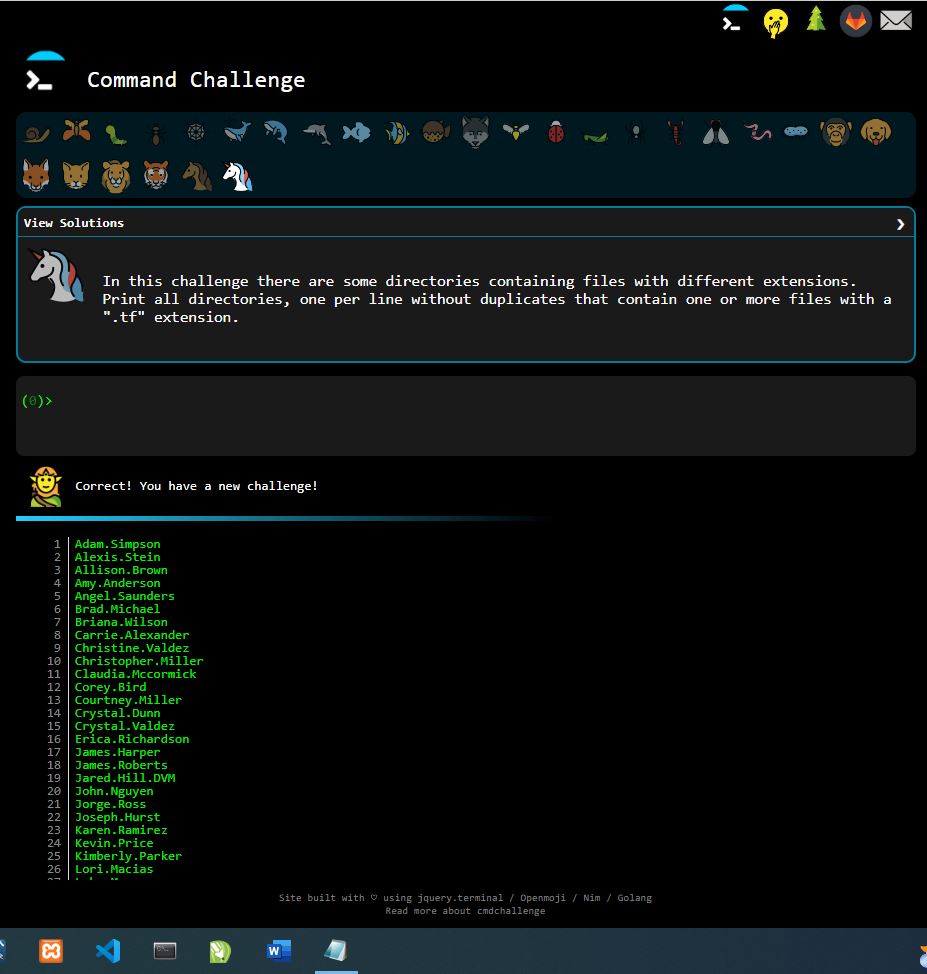 Command Challenge
View Solutions
In this challenge there are some directories containing files with different extensions.
Print all directories, one per line without duplicates that contain one or more files with a
".tf" extension.
(0)>
Correct! You have a new challenge!
1 Adam.Simpson
2 Alexis.Stein
3 Allison.Brown
4 Amy.Anderson
5 Angel.Saunders
6 Brad.Michael
7 Briana.Wilson
8 Carrie.Alexander
9 Christine.Valdez
10 Christopher.Miller
11 Claudia.Mccormick
12 Corey.Bird
13 Courtney.Miller
14 Crystal.Dunn
15 Crystal.Valdez
16 Erica.Richardson
17 James.Harper
18 James.Roberts
19 Jared.Hill.DVM
20 John.Nguyen
21 Jorge.Ross
22 Joseph.Hurst
23 Karen.Ramirez
24 Kevin.Price
25 Kimberly.Parker
26 Lori.Macias
Site built with ♡ using jquery.terminal / Openmoji / Nim / Golang
Read more about cmdchallenge